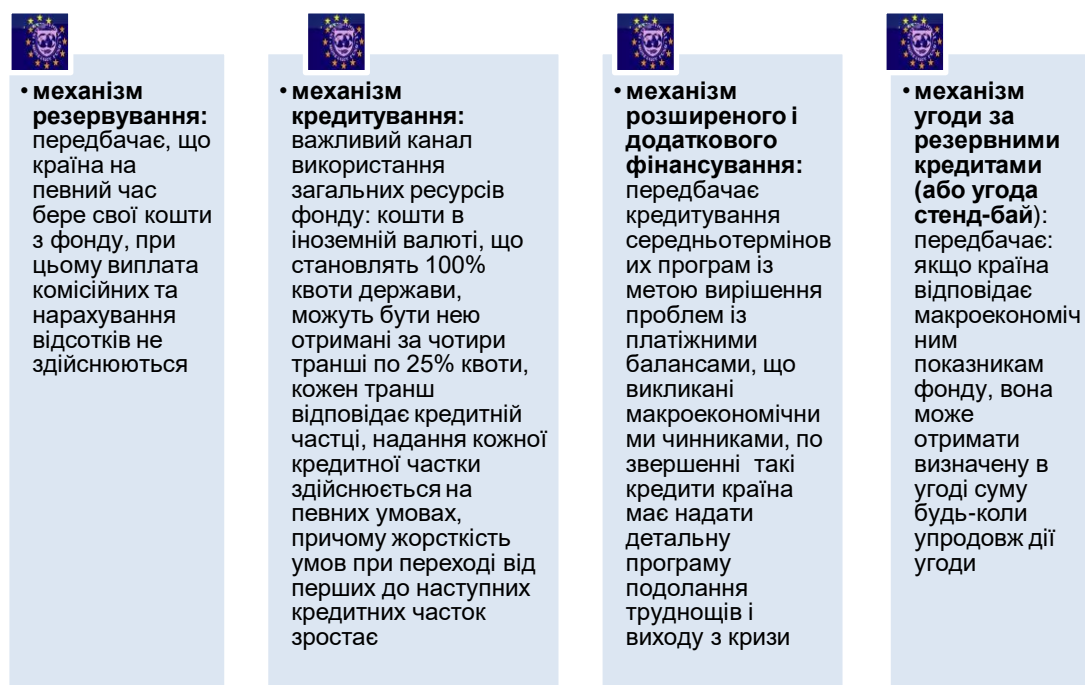 • механізм
резервування:
передбачає, що
країна на
певний час
бере свої кошти
з фонду, при
цьому виплата
комісійних та
нарахування
відсотків не
здійснюються
• механізм
кредитування:
важливий канал
використання
загальних ресурсів
фонду: кошти в
іноземній валюті, що
становлять 100%
квоти держави,
можуть бути нею
отримані за чотири
транші по 25% квоти,
кожен транш
відповідає кредитній
частці, надання кожної
кредитної частки
здійснюється на
певних умовах,
причому жорсткість
умов при переході від
перших до наступних
кредитних часток
зростає
• механізм
розширеного і
додаткового
фінансування:
передбачає
кредитування
середньотермінов
их програм із
метою вирішення
проблем із
платіжними
балансами, що
викликані
макроекономічни
ми чинниками, по
звершенні такі
кредити країна
має надати
детальну
програму
подолання
труднощів і
виходу з кризи
• механізм
угоди за
резервними
кредитами
(або угода
стенд-бай):
передбачає:
якщо країна
відповідає
макроекономіч
ним
показникам
фонду, вона
може
отримати
визначену в
угоді суму
будь-коли
упродовж дії
угоди